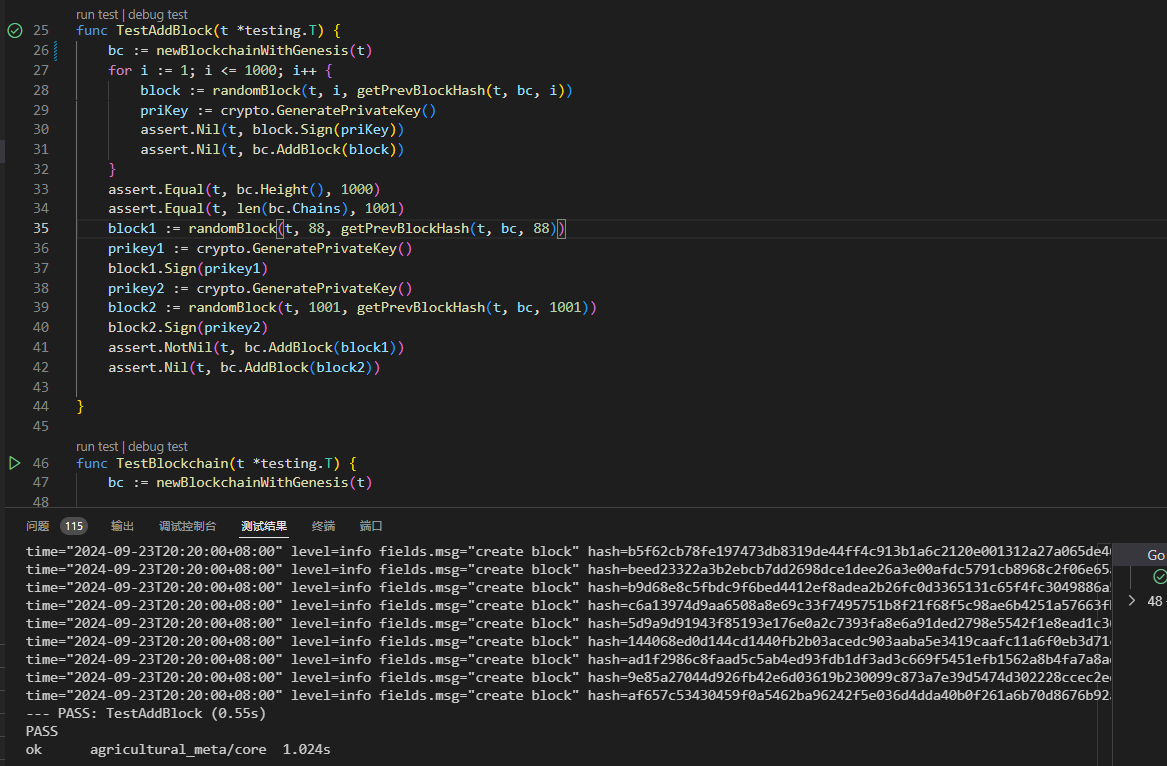 run test | debug test
25 func TestAddBlock(t *testing.T) {
26 bc := newBlockchainWithGenesis(t)
27 for i := 1; i <= 1000; i++ {
28 block := randomBlock(t, i, getPrevBlockHash(t, bc, i))
29 priKey := crypto.GeneratePrivateKey()
30 assert.Nil(t, block.Sign(priKey))
31 assert.Nil(t, bc.AddBlock(block))
32 }
33 assert.Equal(t, bc.Height(), 1000)
34 assert.Equal(t, len(bc.Chains), 1001)
35 block1 := randomBlock(t, 88, getPrevBlockHash(t, bc, 88))
36 prikey1 := crypto.GeneratePrivateKey()
37 block1.Sign(prikey1)
38 prikey2 := crypto.GeneratePrivateKey()
39 block2 := randomBlock(t, 1001, getPrevBlockHash(t, bc, 1001))
40 block2.Sign(prikey2)
41 assert.NotNil(t, bc.AddBlock(block1))
42 assert.Nil(t, bc.AddBlock(block2))
43
44 }
45
run test | debug test
46 func TestBlockchain(t *testing.T) {
47 bc := newBlockchainWithGenesis(t)
48
问题 115 输出 调试控制台 测试结果 终端 端口
time="2024-09-23T20:20:00+08:00" level=info fields.msg="create block" hash=b5f62cb78fe197473db8319de44ff4c913b1a6c2120e001312a27a065de4
time="2024-09-23T20:20:00+08:00" level=info fields.msg="create block" hash=beed23322a3b2ebcb7dd2698dce1dee26a3e00afdc5791cb8968c2f06e65
time="2024-09-23T20:20:00+08:00" level=info fields.msg="create block" hash=b9d68e8c5fbdc9f6bed4412ef8adea2b26fc0d3365131c65f4fc3049886a
time="2024-09-23T20:20:00+08:00" level=info fields.msg="create block" hash=c6a13974d9aa6508a8e69c33f7495751b8f21f68f5c98ae6b4251a57663f
time="2024-09-23T20:20:00+08:00" level=info fields.msg="create block" hash=5d9a9d91943f85193e176e0a2c7393fa8e6a91ded2798e5542f1e8ead1c3
time="2024-09-23T20:20:00+08:00" level=info fields.msg="create block" hash=144068ed0d144cd1440fb2b03acedc903aaba5e3419caafc11a6f0eb3d71
time="2024-09-23T20:20:00+08:00" level=info fields.msg="create block" hash=ad1f2986c8faad5c5ab4ed93fdb1df3ad3c669f5451efb1562a8b4fa7a8a
time="2024-09-23T20:20:00+08:00" level=info fields.msg="create block" hash=9e85a27044d926fb42e6d03619b230099c873a7e39d5474d302228ccec2e
time="2024-09-23T20:20:00+08:00" level=info fields.msg="create block" hash=af657c53430459f0a5462ba96242f5e036d4dda40b0f261a6b70d8676b92
--- PASS: TestAddBlock (0.55s)
PASS
ok agricultural_meta/core 1.024s
Go
48